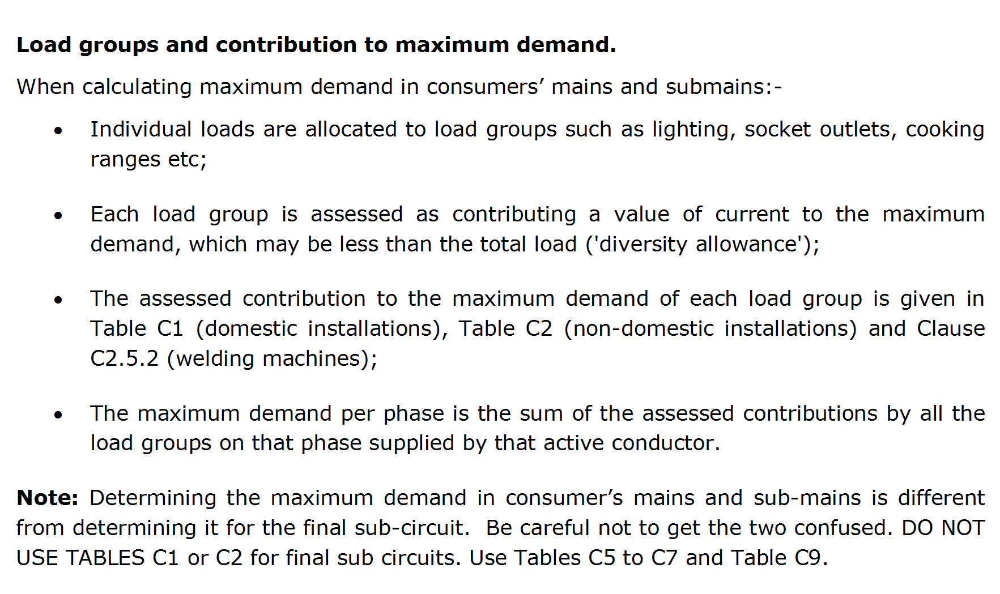 Load groups and contribution to maximum demand.
When calculating maximum demand in consumers’ mains and submains:-
• Individual loads are allocated to load groups such as lighting, socket outlets, cooking
ranges etc;
• Each load group is assessed as contributing a value of current to the maximum
demand, which may be less than the total load ('diversity allowance');
• The assessed contribution to the maximum demand of each load group is given in
Table C1 (domestic installations), Table C2 (non-domestic installations) and Clause
C2.5.2 (welding machines);
• The maximum demand per phase is the sum of the assessed contributions by all the
load groups on that phase supplied by that active conductor.
Note: Determining the maximum demand in consumer’s mains and sub-mains is different
from determining it for the final sub-circuit.  Be careful not to get the two confused. DO NOT
USE TABLES C1 or C2 for final sub circuits. Use Tables C5 to C7 and Table C9.